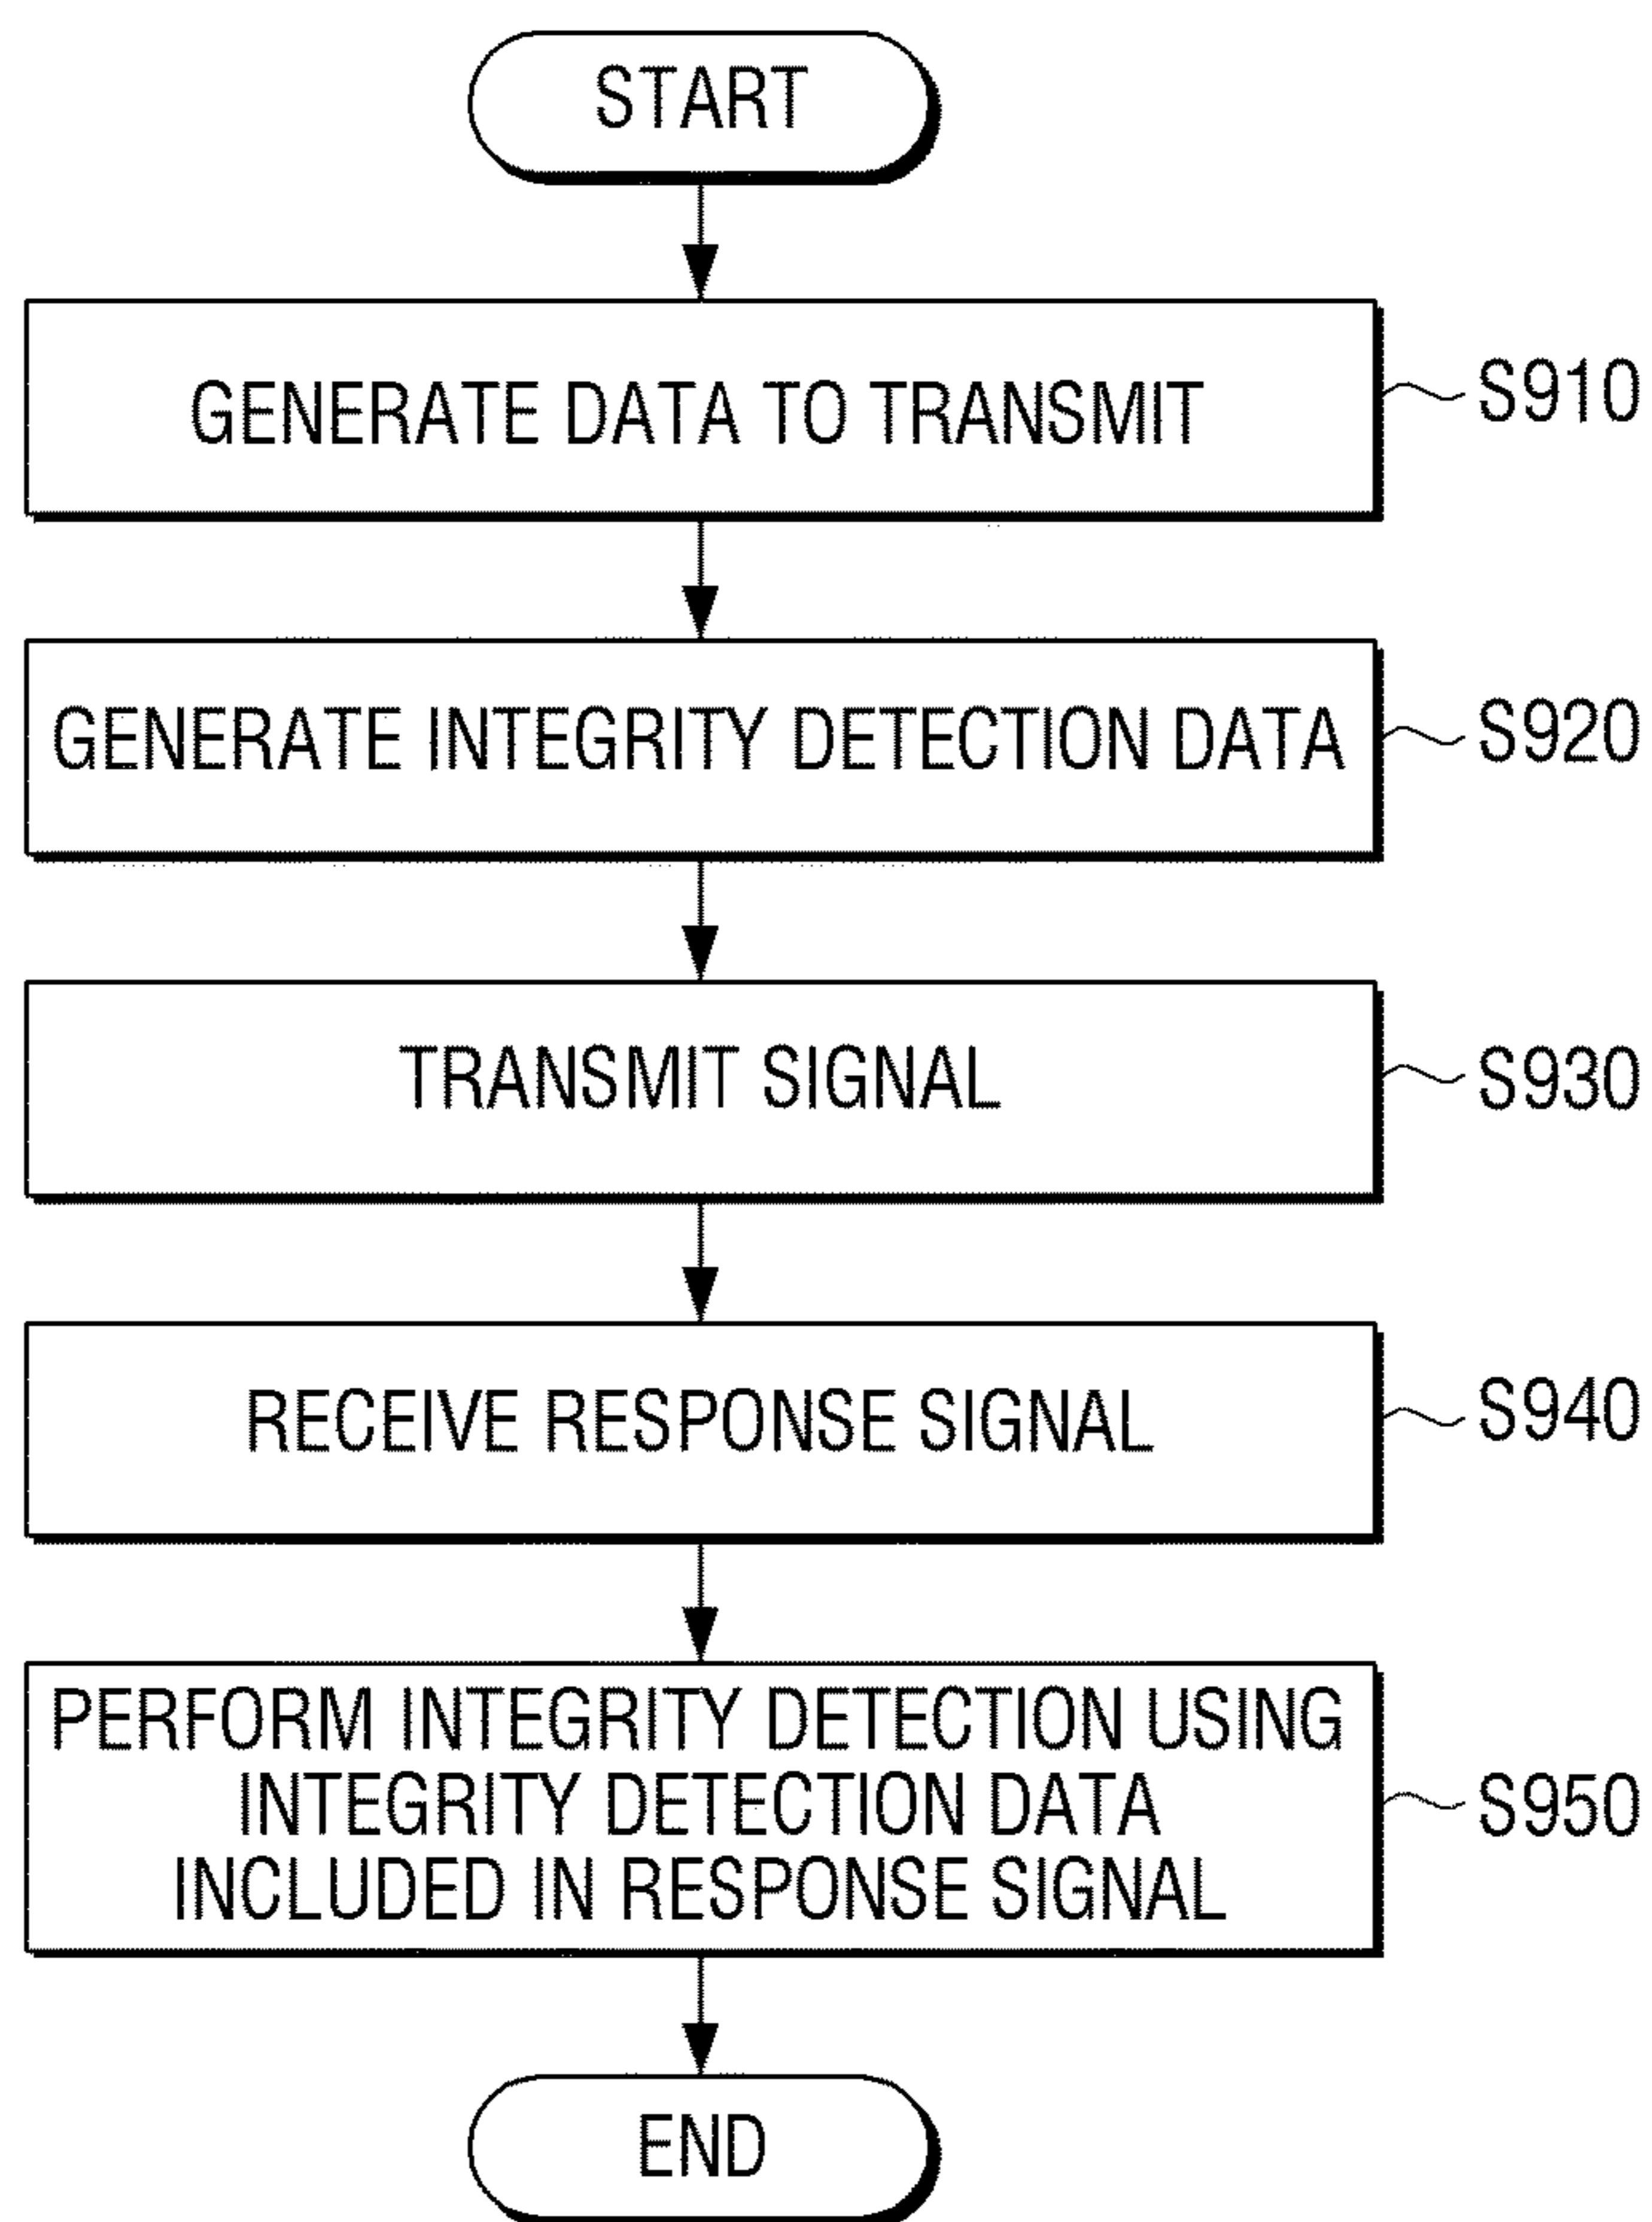 START
GENERATE DATA TO TRANSMIT
S910
GENERATE INTEGRITY DETECTION DATA
S920
TRANSMIT SIGNAL
S930
RECEIVE RESPONSE SIGNAL
S940
PERFORM INTEGRITY DETECTION USING
INTEGRITY DETECTION DATA
INCLUDED IN RESPONSE SIGNAL
S950
END